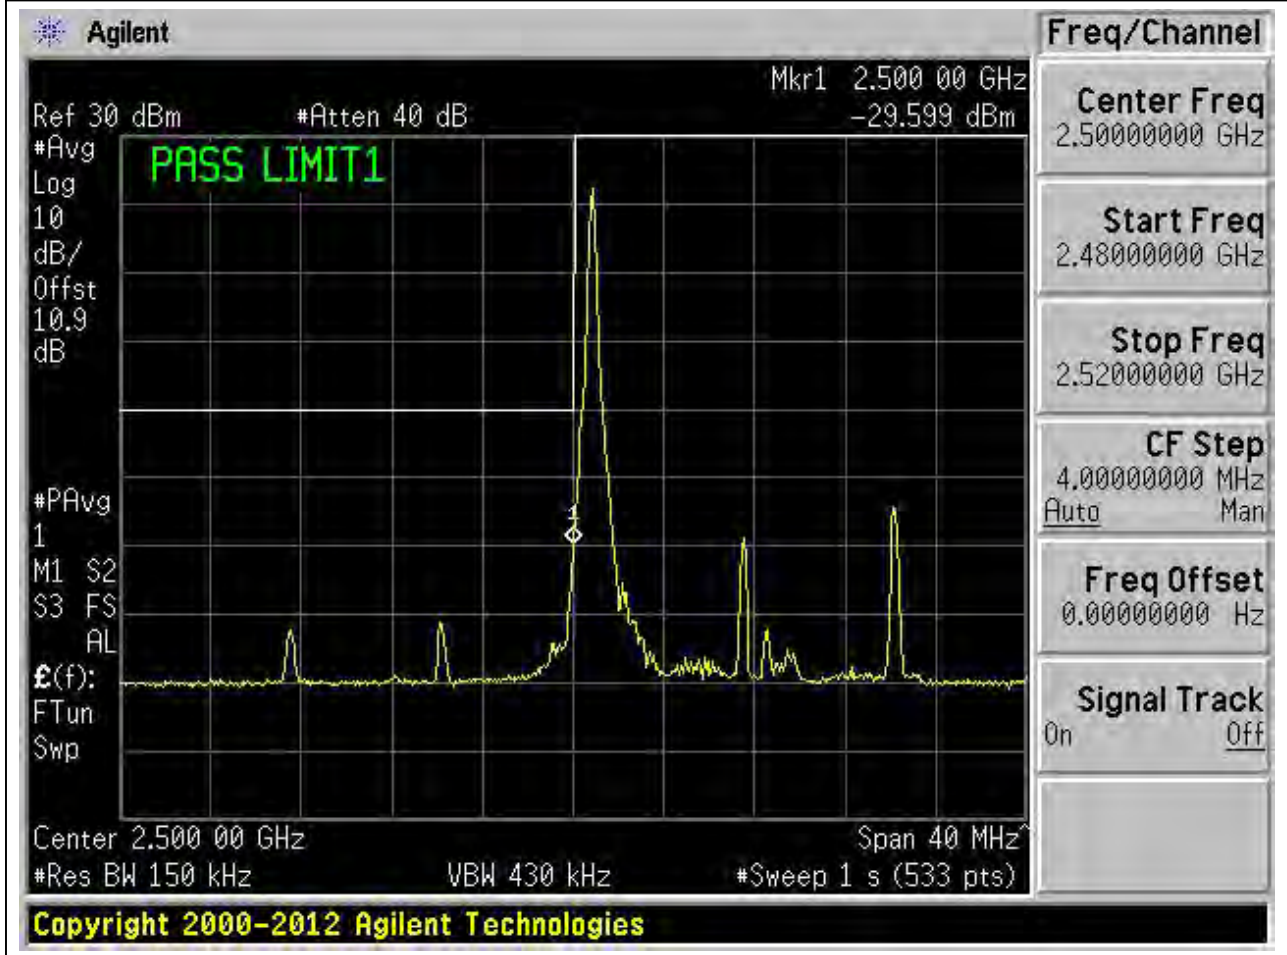 Agilent
Freq/Channel
Mkr1 2.500 00 GHz
Ref 30 dBm #Atten 40 dB -29.599 dBm
#Avg
Log
10
dB/
Offst
10.9
dB
PASS LIMIT1
#PAvg
1
M1 S2
S3 FS
AL
£(f):
FTun
Swp
1
Center 2.500 00 GHz Span 40 MHz^
#Res BW 150 kHz VBW 430 kHz #Sweep 1 s (533 pts)
Center Freq
2.50000000 GHz
Start Freq
2.48000000 GHz
Stop Freq
2.52000000 GHz
CF Step
4.00000000 MHz
Auto Man
Freq Offset
0.00000000 Hz
Signal Track
On Off
Copyright 2000-2012 Agilent Technologies